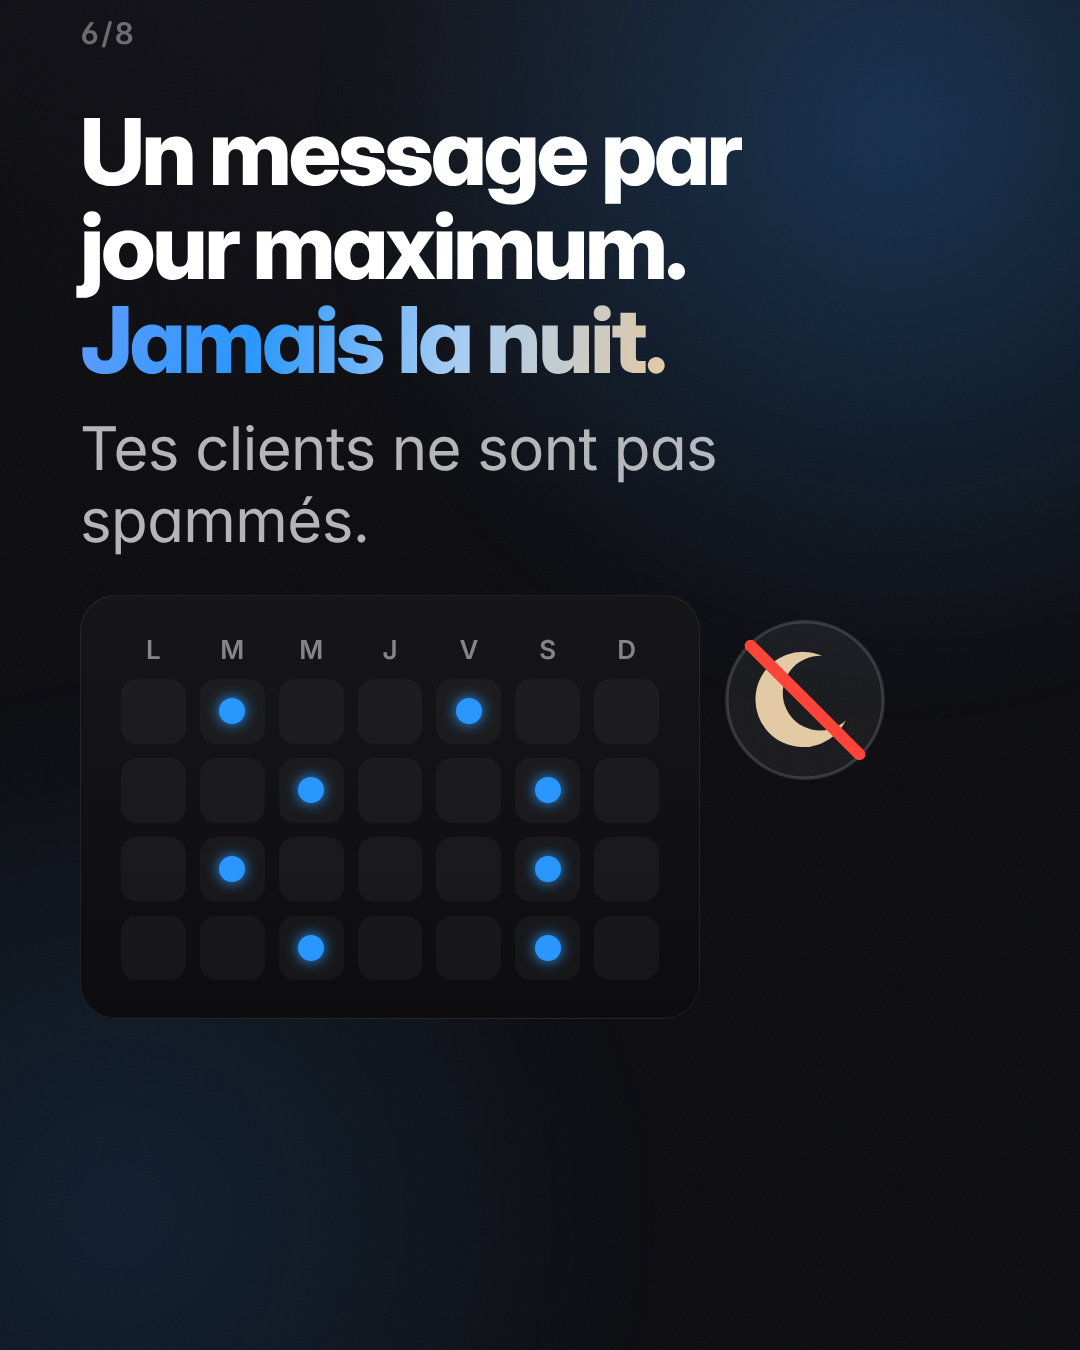 6/8
Un message par
jour maximum.
Jamais la nuit.
Tes clients ne sont pas
spammés.
L M M J V S D